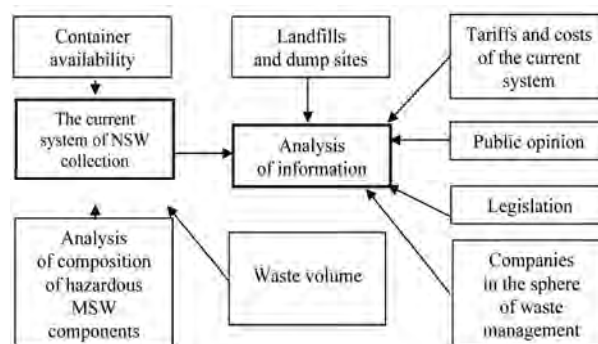 Container
availability
Landfills
and dump sites
Tariffs and costs
of the current
system
The current
system of NSW
collection
Analysis
of information
Public opinion
Legislation
Analysis
of composition
of hazardous
MSW
components
Waste volume
Companies
in the sphere
of waste
management